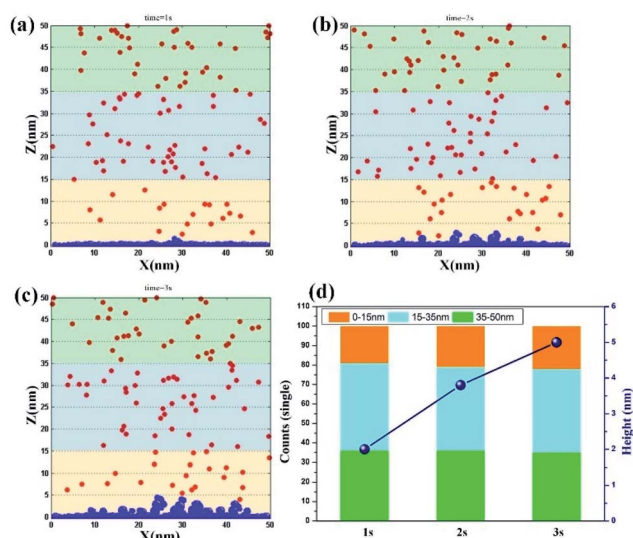 (a)
time=1s
Z(nm)
50
45
40
35
30
25
20
15
10
5
0
0 10 20 30 40 50
X(nm)
(b)
time=2s
Z(nm)
50
45
40
35
30
25
20
15
10
5
0
0 10 20 30 40 50
X(nm)
(c)
time=3s
Z(nm)
50
45
40
35
30
25
20
15
10
5
0
0 10 20 30 40 50
X(nm)
(d)
0-15nm 15-35nm 35-50nm
Counts (single)
110
100
90
80
70
60
50
40
30
20
10
0
1s 2s 3s
6
5
4
3
2
1
0
Height (nm)